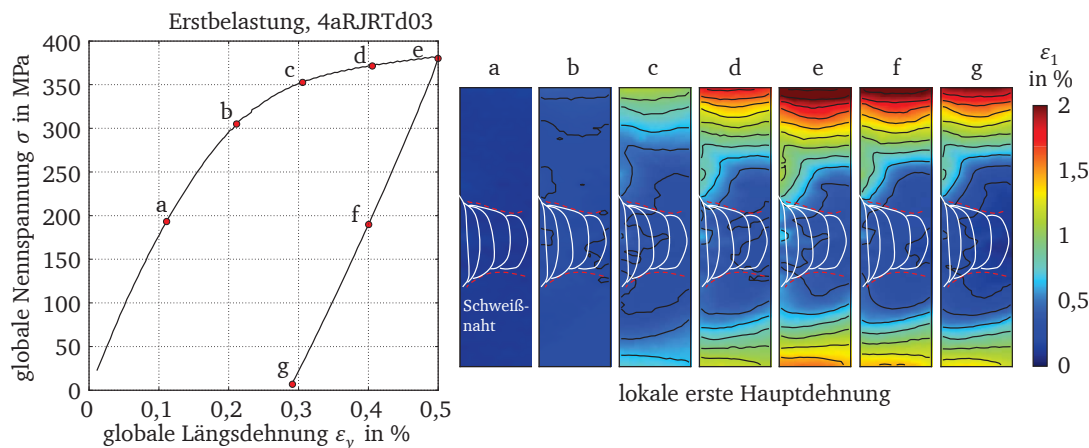 Erstbelastung, 4aRJRTd03
globale Nennspannung σ in MPa
400
350
300
250
200
150
100
50
0
a
b
c
d
e
f
g
0
0,1
0,2
0,3
0,4
0,5
globale Längsdehnung εy in %
a b c d e f g
Schweiß-
naht
lokale erste Hauptdehnung
ε1
in %
2
1,5
1
0,5
0